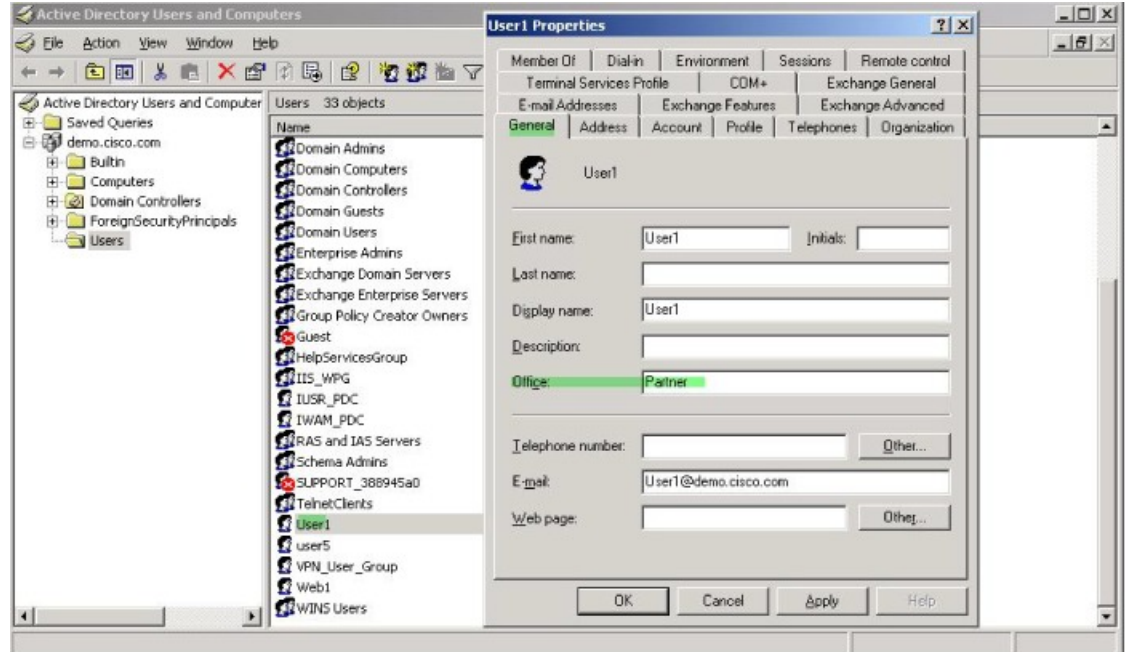 Active Directory Users and Computers
File Action View Window Help
Active Directory Users and Computer
Saved Queries
demo.cisco.com
Builtin
Computers
Domain Controllers
ForeignSecurityPrincipals
Users
Users 33 objects
Name
Domain Admins
Domain Computers
Domain Controllers
Domain Guests
Domain Users
Enterprise Admins
Exchange Domain Servers
Exchange Enterprise Servers
Group Policy Creator Owners
Guest
HelpServicesGroup
IIS_WPG
IUSR_PDC
IWAM_PDC
RAS and IAS Servers
Schema Admins
SUPPORT_388945a0
TelnetClients
User1
user5
VPN_User_Group
Web1
WINS Users
User1 Properties
Member Of Dial-in Environment Sessions Remote control
Terminal Services Profile COM+ Exchange General
E-mail Addresses Exchange Features Exchange Advanced
General Address Account Profile Telephones Organization
User1
First name: User1 Initials:
Last name:
Display name: User1
Description:
Office: Partner
Telephone number: Other...
E-mail: User1@demo.cisco.com
Web page: Other...
OK Cancel Apply Help